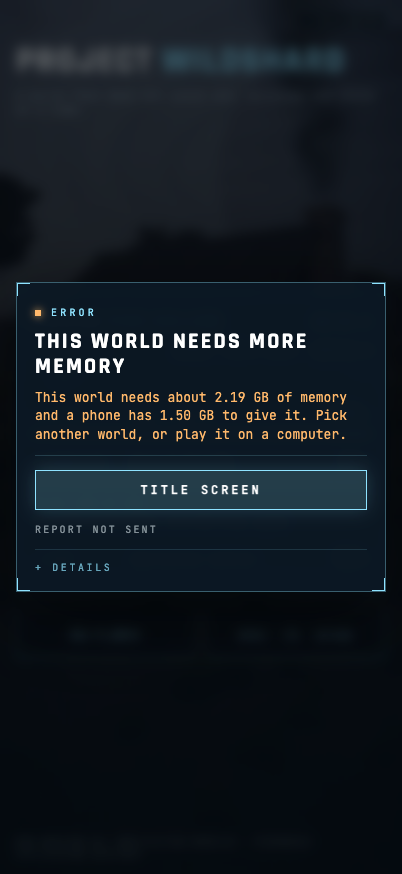 PROJECT WILDSHARD
ERROR
THIS WORLD NEEDS MORE
MEMORY
This world needs about 2.19 GB of memory
and a phone has 1.50 GB to give it. Pick
another world, or play it on a computer.
TITLE SCREEN
REPORT NOT SENT
+ DETAILS